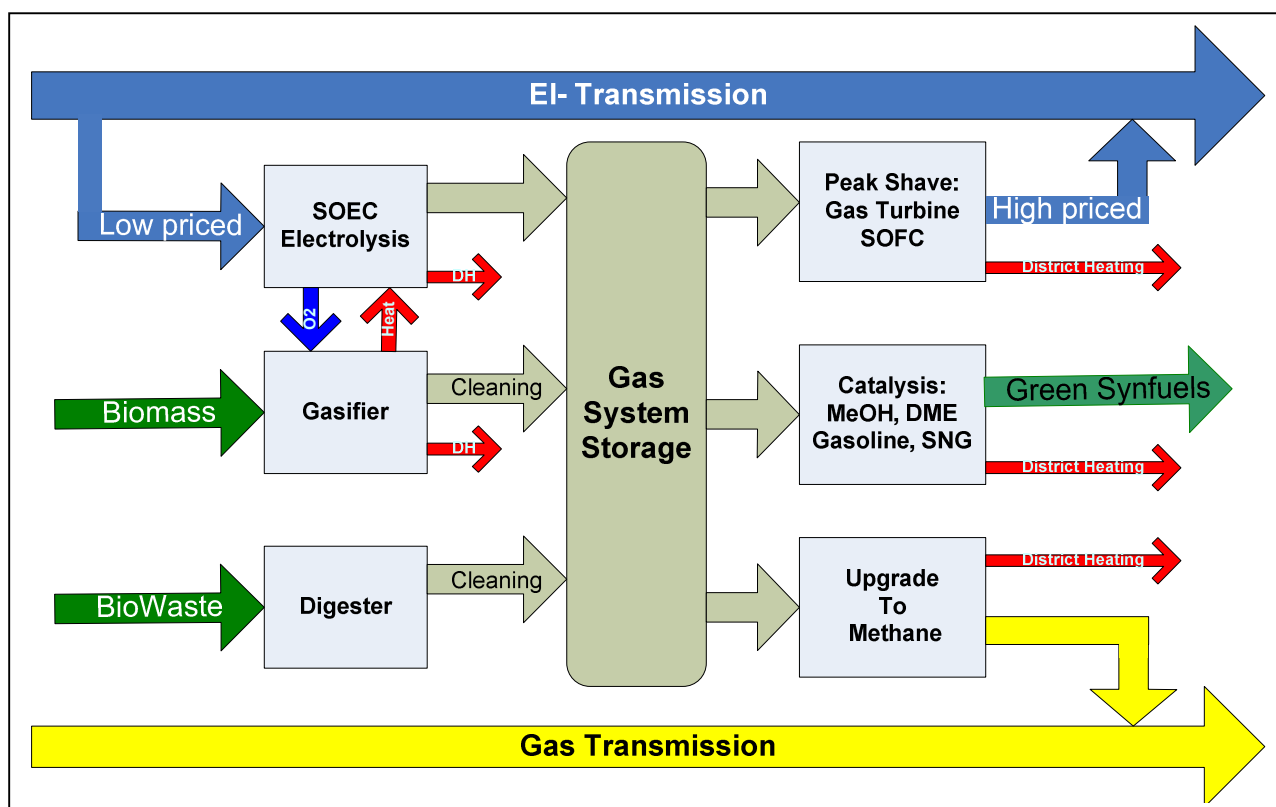 El- Transmission
Low priced
SOEC
Electrolysis
DH
O2
Heat
Peak Shave:
Gas Turbine
SOFC
High priced
District Heating
Biomass
Gasifier
Cleaning
DH
Gas
System
Storage
Catalysis:
MeOH, DME
Gasoline, SNG
Green Synfuels
District Heating
BioWaste
Digester
Cleaning
Upgrade
To
Methane
District Heating
Gas Transmission